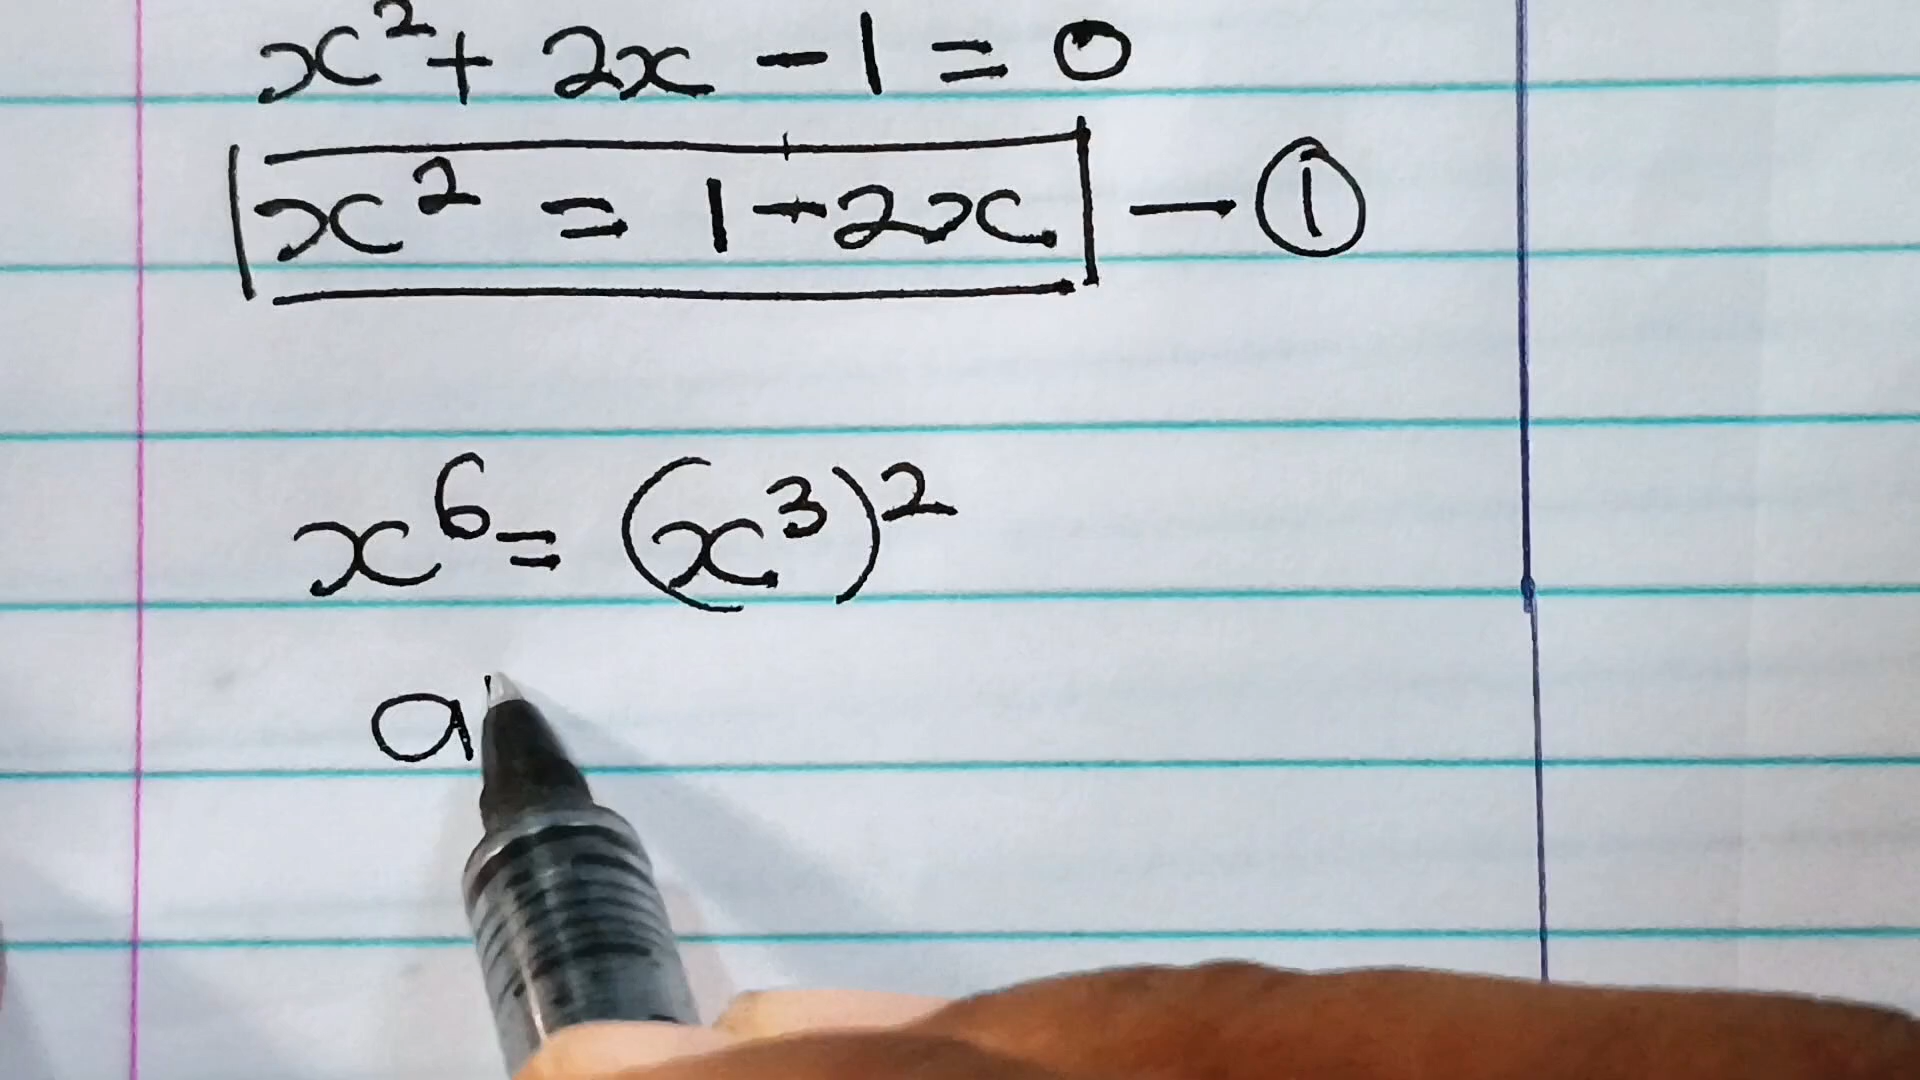 x² + 2x - 1 = 0
x² = 1 - 2x — ①
x⁶ = (x³)²
a